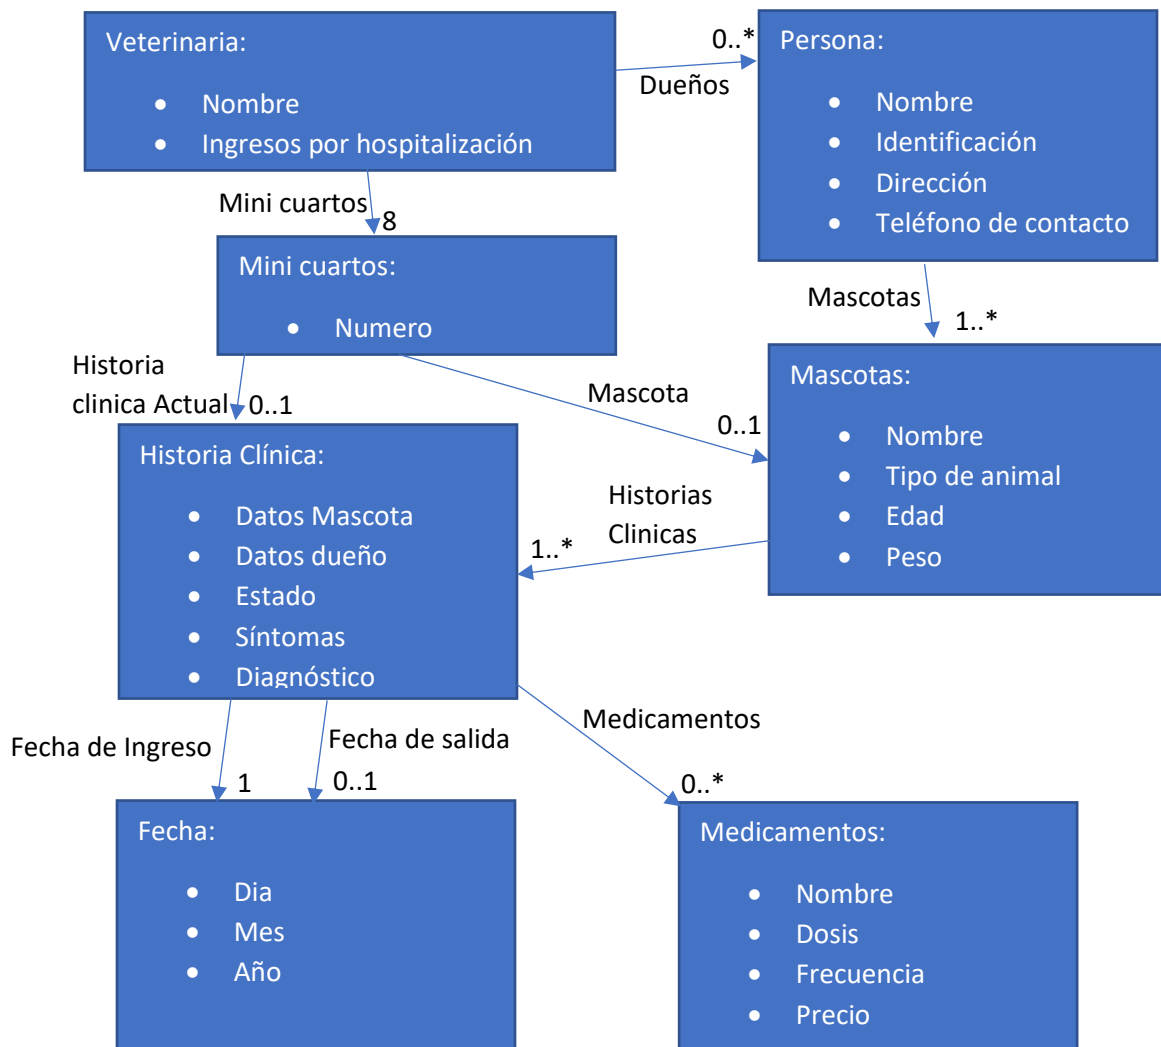 Veterinaria:
• Nombre
• Ingresos por hospitalización
0..*
Dueños
Persona:
• Nombre
• Identificación
• Dirección
• Teléfono de contacto
Mini cuartos
8
Mini cuartos:
• Numero
Mascotas
1..*
Historia
clinica Actual
0..1
Mascota
0..1
Mascotas:
• Nombre
• Tipo de animal
• Edad
• Peso
Historia Clínica:
• Datos Mascota
• Datos dueño
• Estado
• Síntomas
• Diagnóstico
Historias
Clinicas
1..*
Fecha de Ingreso
1
Fecha de salida
0..1
Medicamentos
0..*
Fecha:
• Dia
• Mes
• Año
Medicamentos:
• Nombre
• Dosis
• Frecuencia
• Precio